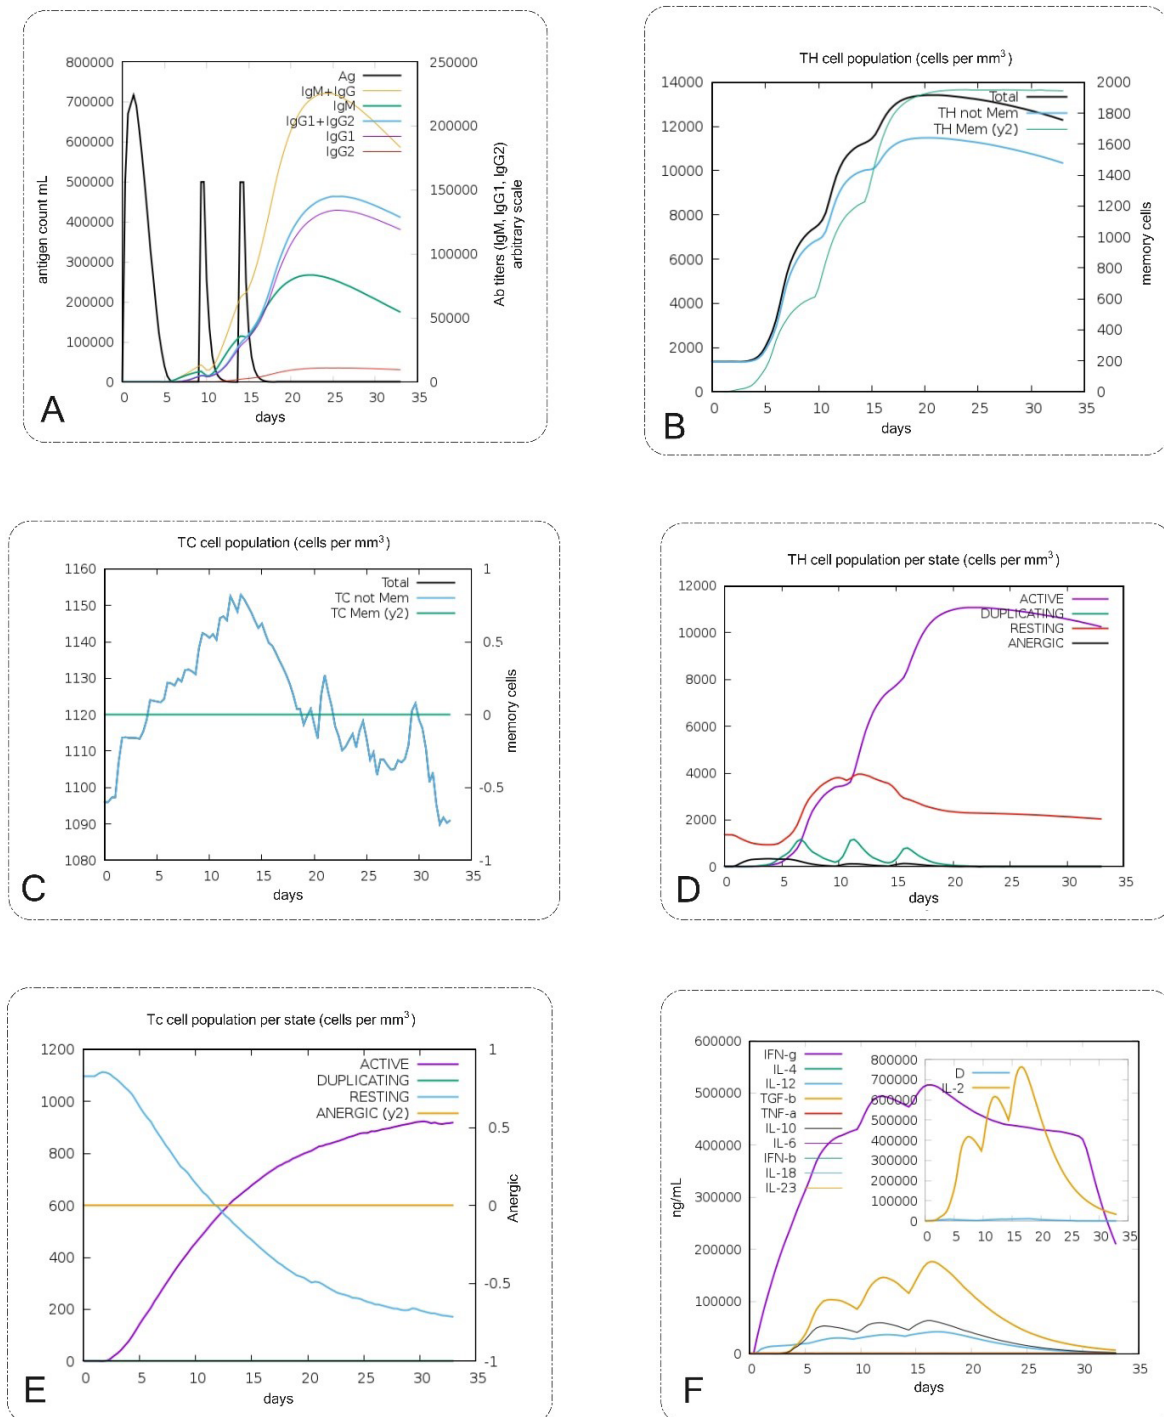 800000
700000
600000
500000
400000
300000
200000
100000
0
antigen count mL
Ag
IgM+IgG
IgM
IgG1+IgG2
IgG1
IgG2
250000
200000
150000
100000
50000
0
Ab titers (IgM, IgG1, IgG2)
arbitrary scale
0 5 10 15 20 25 30 35
days
A
TH cell population (cells per mm³)
14000
12000
10000
8000
6000
4000
2000
0
Total
TH not Mem
TH Mem (y2)
2000
1800
1600
1400
1200
1000
800
600
400
200
0
memory cells
0 5 10 15 20 25 30 35
days
B
TC cell population (cells per mm³)
1160
1150
1140
1130
1120
1110
1100
1090
1080
Total
TC not Mem
TC Mem (y2)
1
0.5
0
-0.5
-1
memory cells
0 5 10 15 20 25 30 35
days
C
TH cell population per state (cells per mm³)
12000
10000
8000
6000
4000
2000
0
ACTIVE
DUPLICATING
RESTING
ANERGIC
0 5 10 15 20 25 30 35
days
D
Tc cell population per state (cells per mm³)
1200
1000
800
600
400
200
0
ACTIVE
DUPLICATING
RESTING
ANERGIC (y2)
1
0.5
0
-0.5
-1
Anergic
0 5 10 15 20 25 30 35
days
E
600000
500000
400000
300000
200000
100000
0
ng/mL
IFN-g
IL-4
IL-12
TGF-b
TNF-a
IL-10
IL-6
IFN-b
IL-18
IL-23
800000
700000
600000
500000
400000
300000
200000
100000
0
D
IL-2
0 5 10 15 20 25 30 35
0 5 10 15 20 25 30 35
days
F